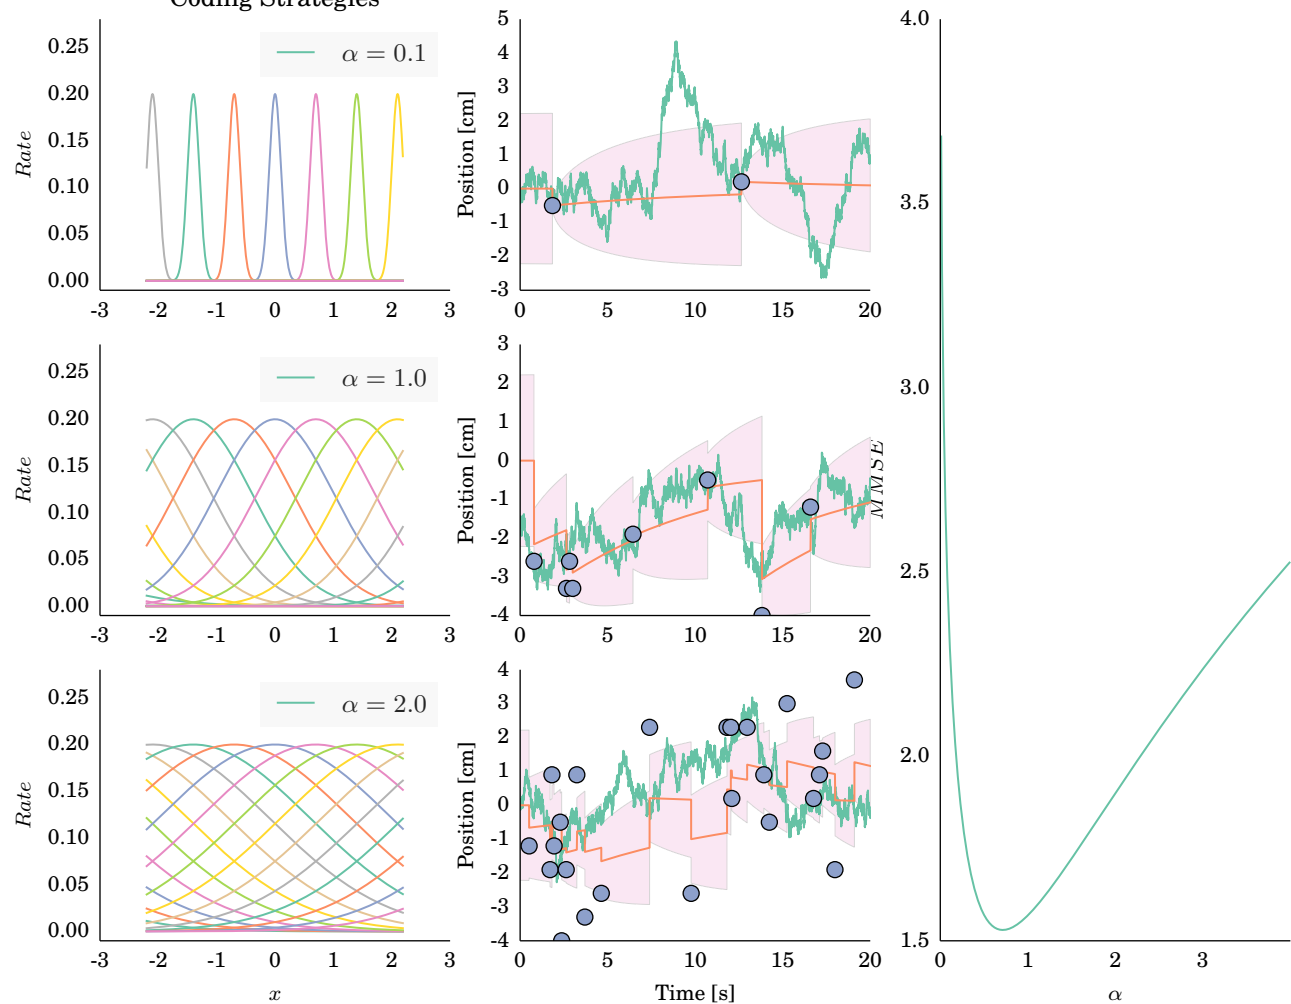 Coding Strategies
Rate
0.25
0.20
0.15
0.10
0.05
0.00
α = 0.1
-3 -2 -1 0 1 2 3
Position [cm]
5
4
3
2
1
0
-1
-2
-3
0 5 10 15 20
Rate
0.25
0.20
0.15
0.10
0.05
0.00
α = 1.0
-3 -2 -1 0 1 2 3
Position [cm]
3
2
1
0
-1
-2
-3
-4
0 5 10 15 20
Rate
0.25
0.20
0.15
0.10
0.05
0.00
α = 2.0
-3 -2 -1 0 1 2 3
x
Position [cm]
4
3
2
1
0
-1
-2
-3
-4
0 5 10 15 20
Time [s]
MMSE
4.0
3.5
3.0
2.5
2.0
1.5
0 1 2 3
α